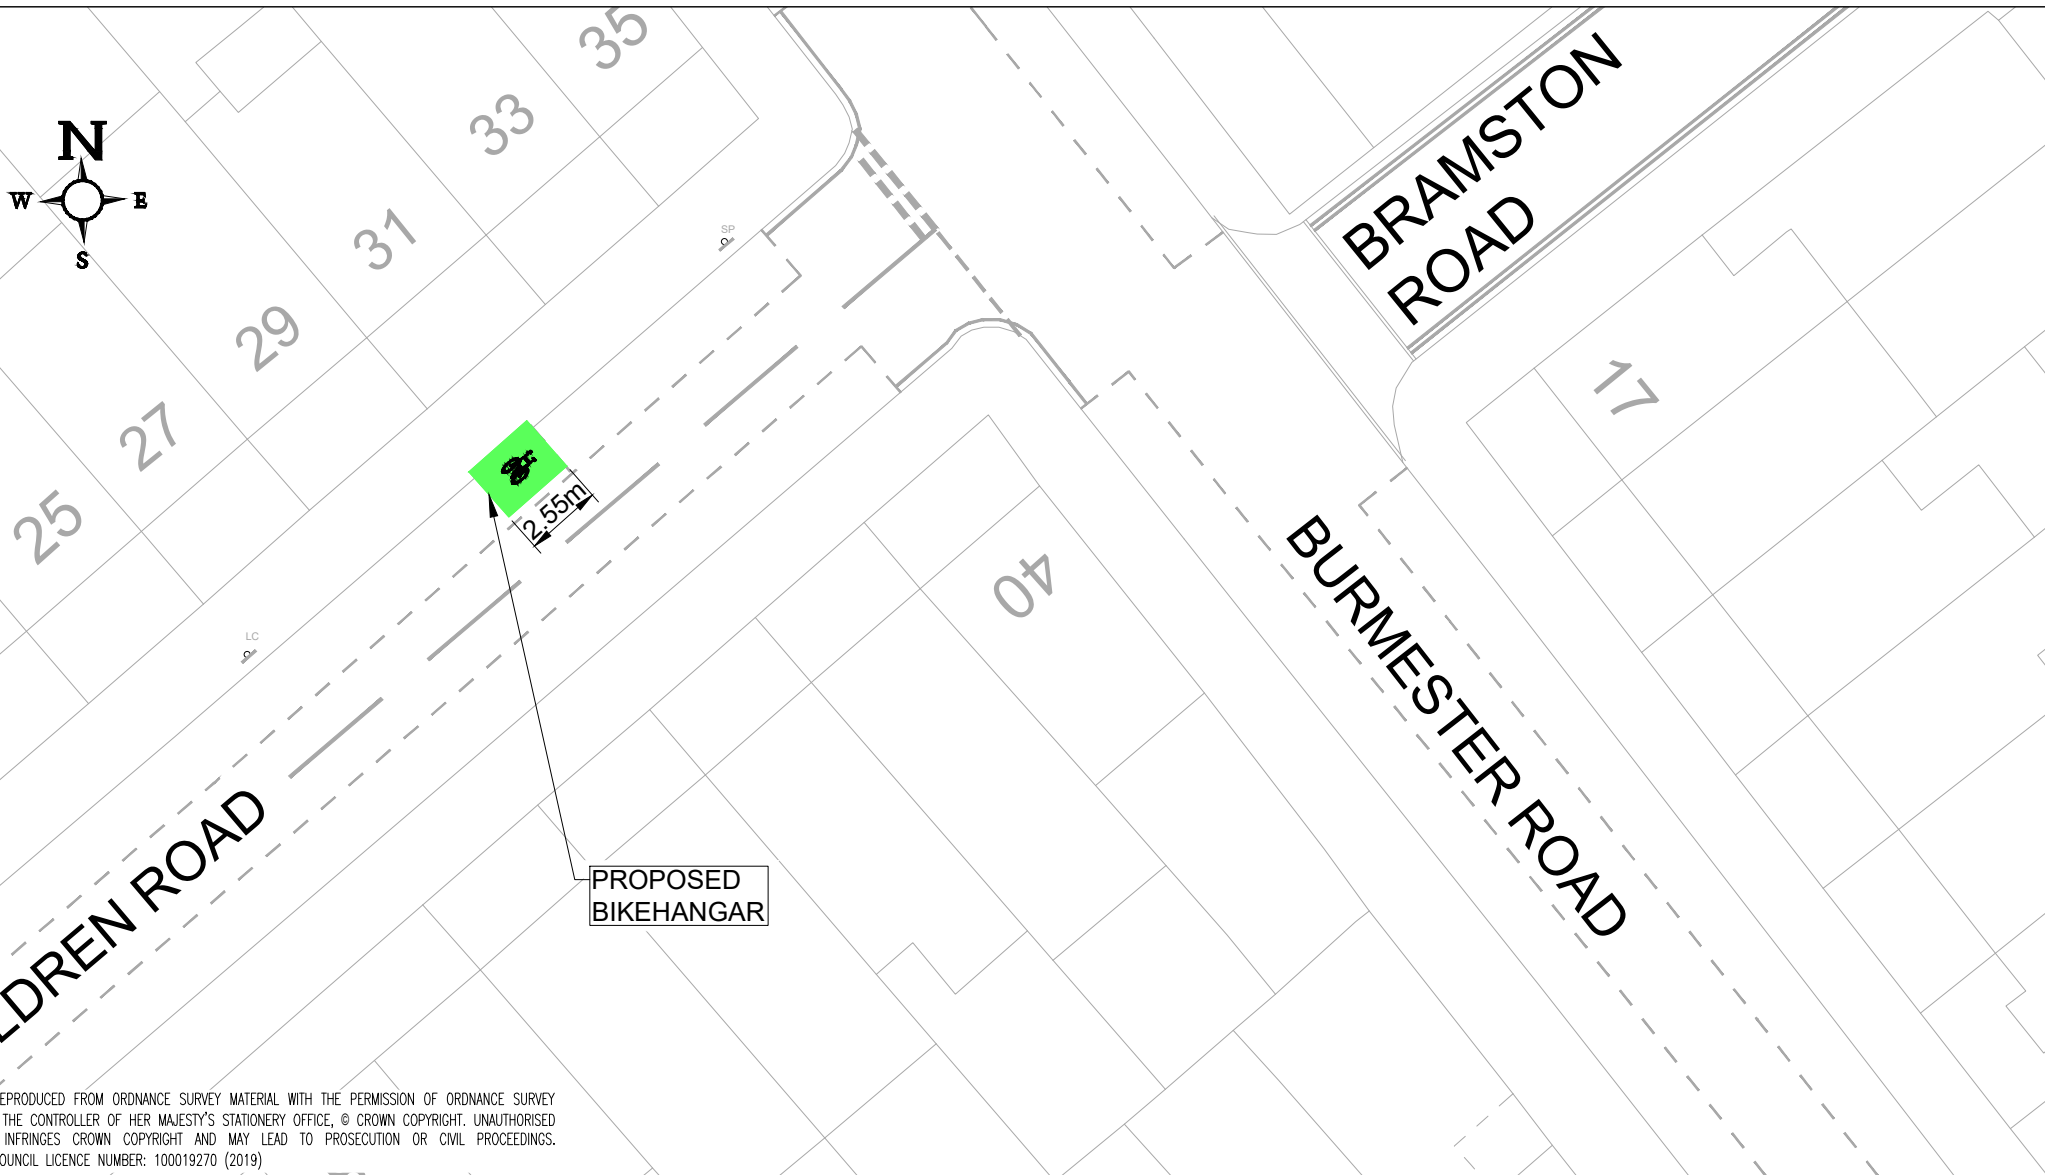 35
33
31
29
27
25
N
W
E
S
SP
BRAMSTON
ROAD
17
2.55m
40
LC
BURMESTER ROAD
LDREN ROAD
PROPOSED
BIKEHANGAR
EPRODUCED FROM ORDNANCE SURVEY MATERIAL WITH THE PERMISSION OF ORDNANCE SURVEY
THE CONTROLLER OF HER MAJESTY'S STATIONERY OFFICE, © CROWN COPYRIGHT. UNAUTHORISED
INFRINGES CROWN COPYRIGHT AND MAY LEAD TO PROSECUTION OR CIVIL PROCEEDINGS.
OUNCIL LICENCE NUMBER: 100019270 (2019)